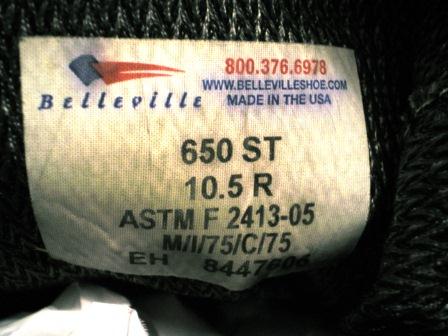 Belleville
800.376.6978
WWW.BELLEVILLESHOE.COM
MADE IN THE USA
650 ST
10.5 R
ASTM F 2413-05
M/I/75/C/75
EH